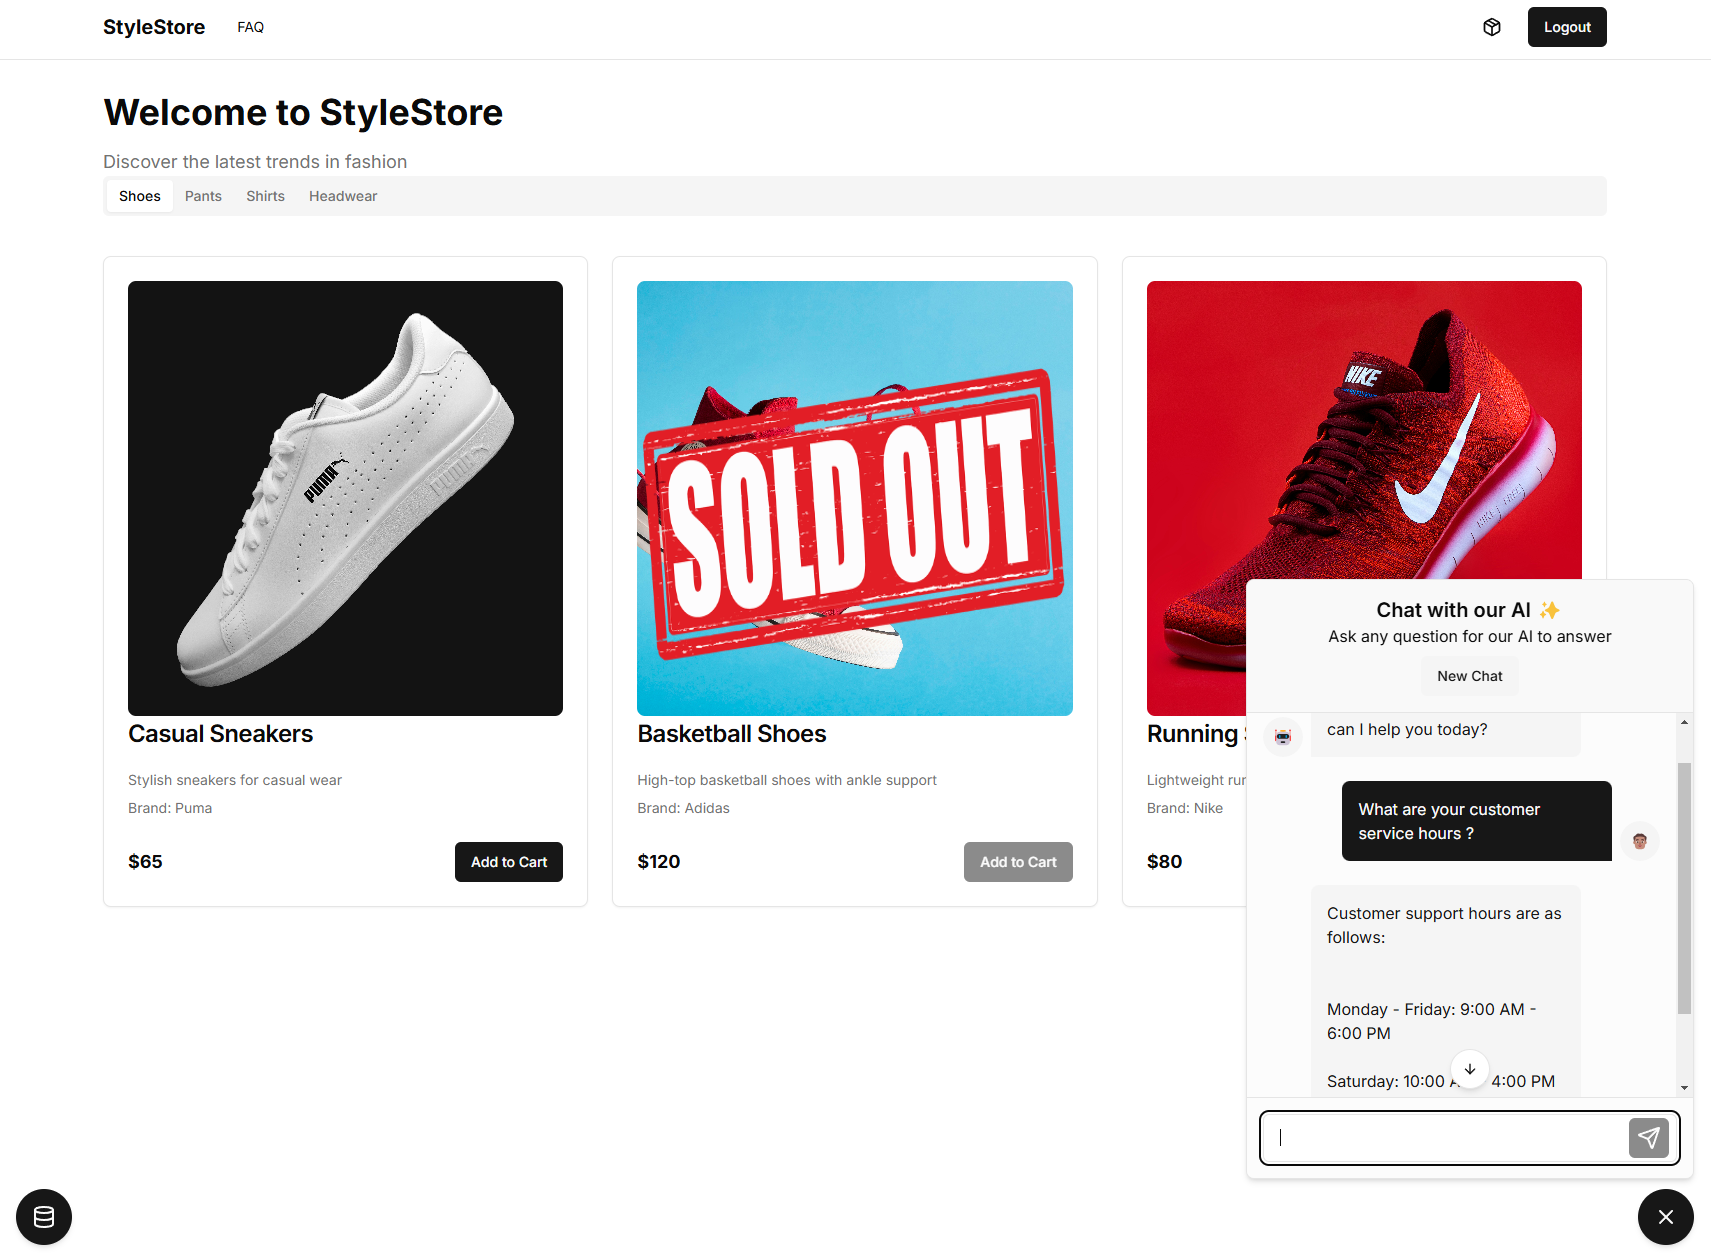 StyleStore
FAQ
Logout
Welcome to StyleStore
Discover the latest trends in fashion
Shoes
Pants
Shirts
Headwear
PUMA
PUMA
Casual Sneakers
Stylish sneakers for casual wear
Brand: Puma
$65
Add to Cart
SOLD OUT
Basketball Shoes
High-top basketball shoes with ankle support
Brand: Adidas
$120
Add to Cart
NIKE
NIKE FREE
Running
Lightweight
Brand: Nike
$80
Chat with our AI ✨
Ask any question for our AI to answer
New Chat
can I help you today?
What are your customer
service hours ?
Customer support hours are as
follows:
Monday - Friday: 9:00 AM -
6:00 PM
Saturday: 10:00 4:00 PM